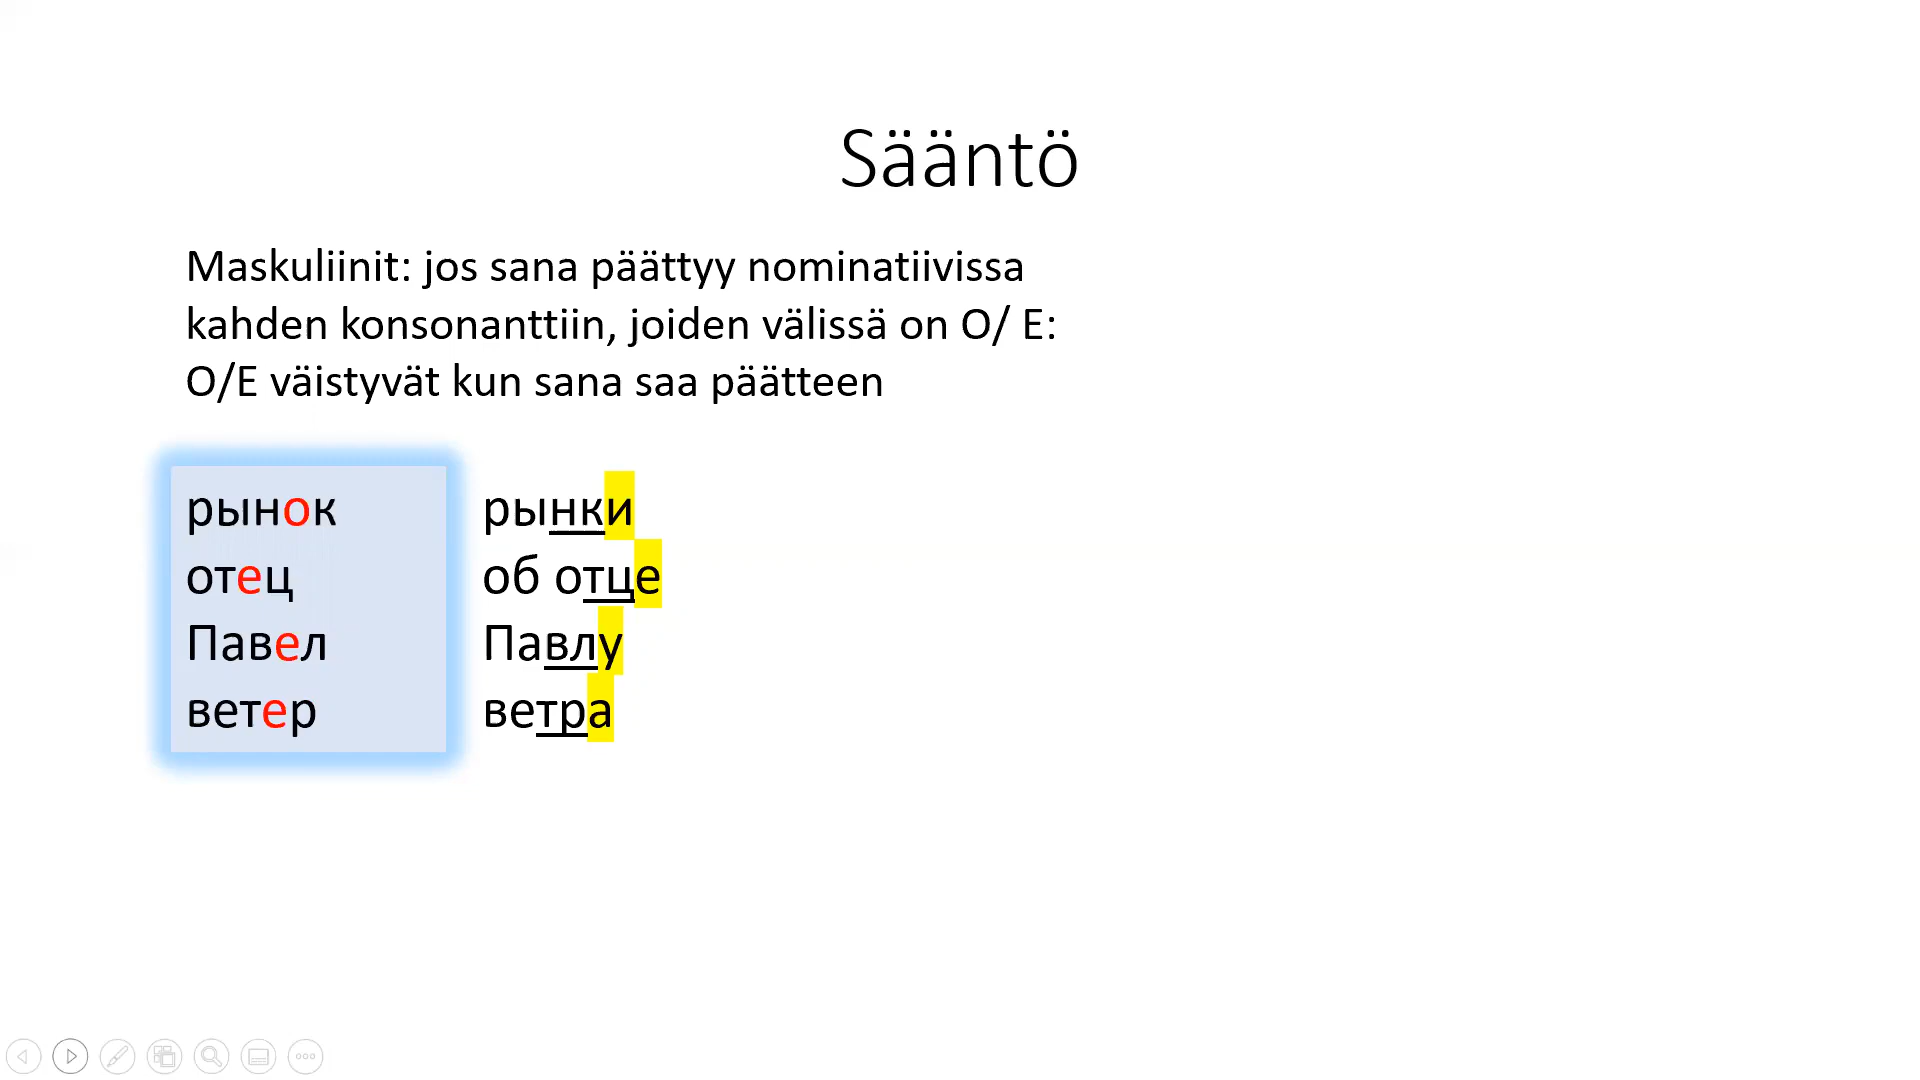 Sääntö
Maskuliinit: jos sana päättyy nominatiivissa
kahden konsonanttiin, joiden välissä on O/ E:
O/E väistyvät kun sana saa päätteen
рынок рынки
отец об отце
Павел Павлу
ветер ветра